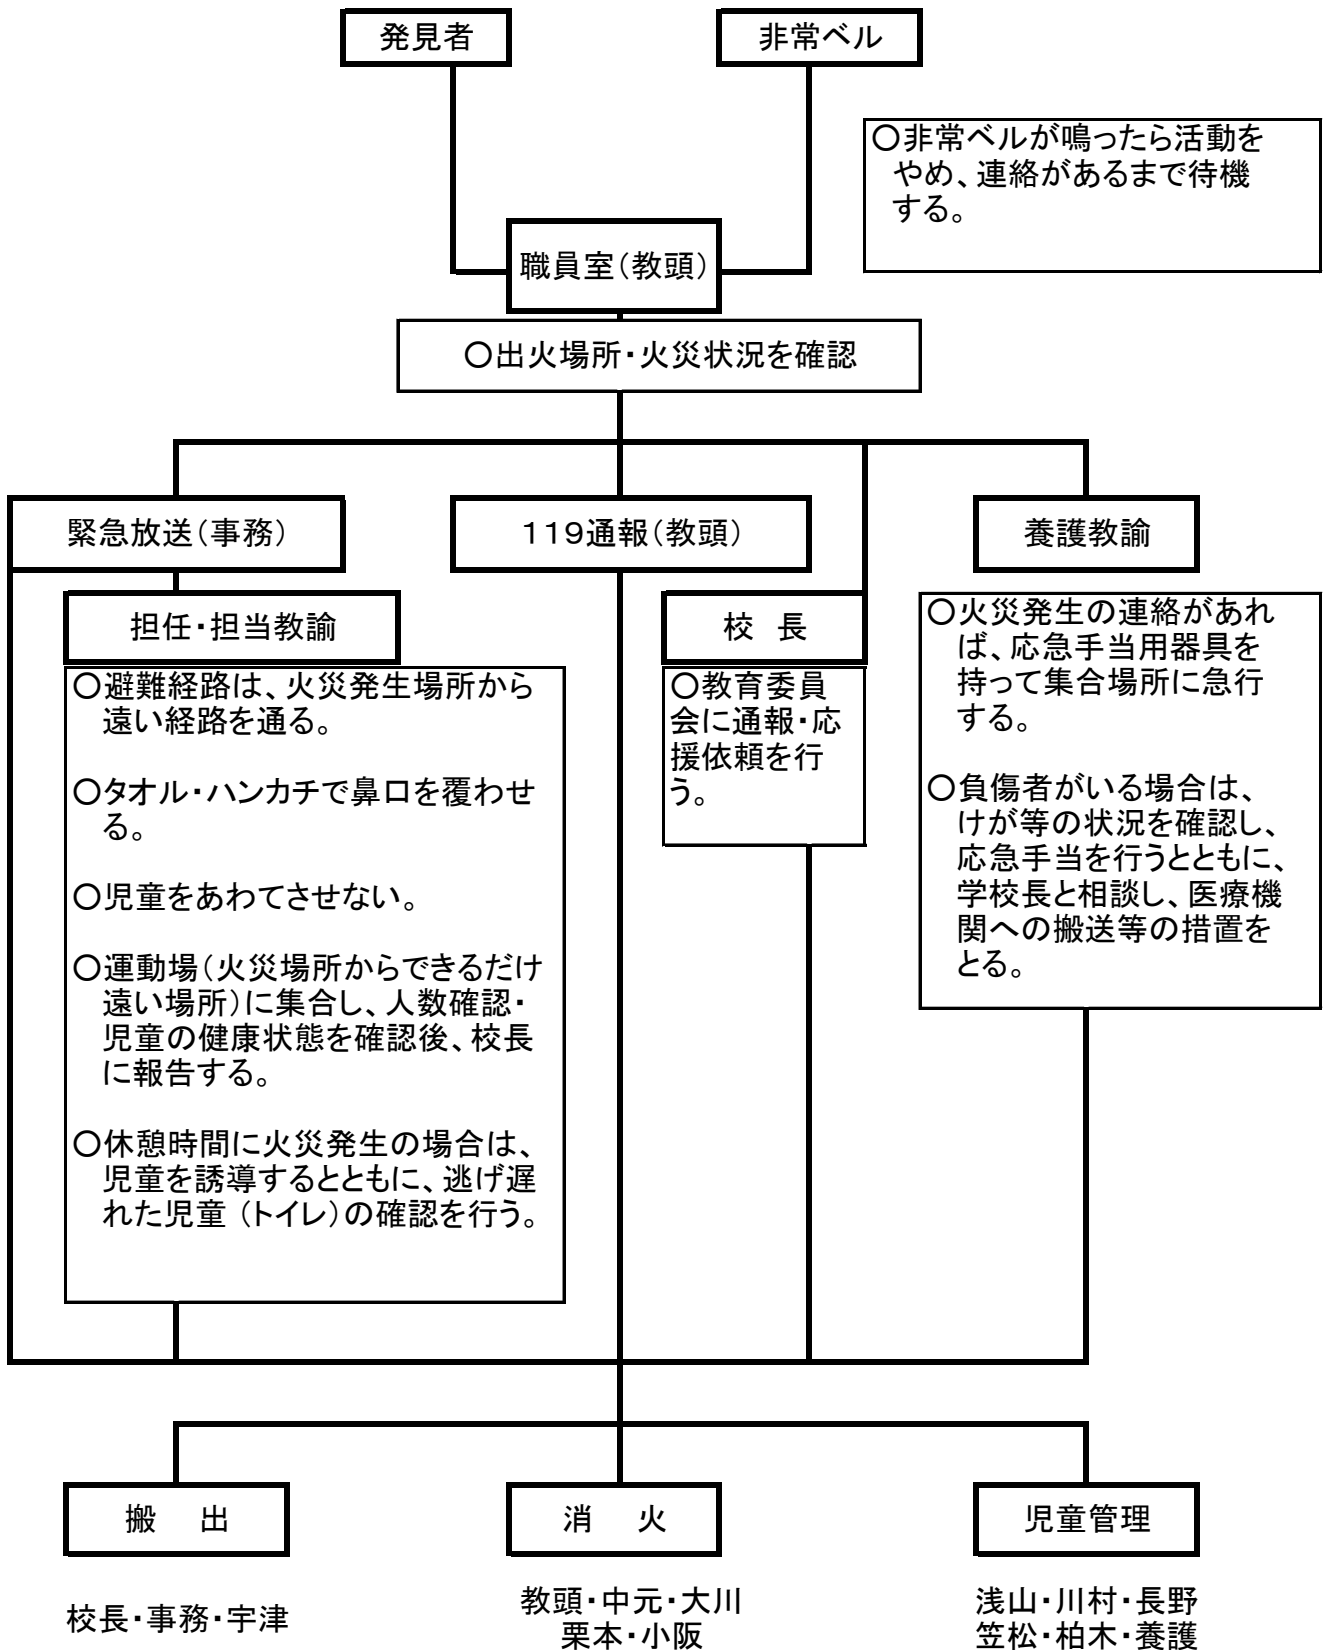 発見者
非常ベル
○非常ベルが鳴ったら活動を
やめ、連絡があるまで待機
する。
職員室(教頭)
○出火場所・火災状況を確認
緊急放送(事務)
119通報(教頭)
養護教諭
担任・担当教諭
○避難経路は、火災発生場所から
遠い経路を通る。
○タオル・ハンカチで鼻口を覆わせ
る。
○児童をあわてさせない。
○運動場(火災場所からできるだけ
遠い場所)に集合し、人数確認・
児童の健康状態を確認後、校長
に報告する。
○休憩時間に火災発生の場合は、
児童を誘導するとともに、逃げ遅
れた児童 (トイレ)の確認を行う。
校 長
○教育委員
会に通報・応
援依頼を行
う。
○火災発生の連絡があれ
ば、応急手当用器具を
持って集合場所に急行
する。
○負傷者がいる場合は、
けが等の状況を確認し、
応急手当を行うとともに、
学校長と相談し、医療機
関への搬送等の措置を
とる。
搬 出
消 火
児童管理
校長・事務・宇津
教頭・中元・大川
栗本・小阪
浅山・川村・長野
笠松・柏木・養護